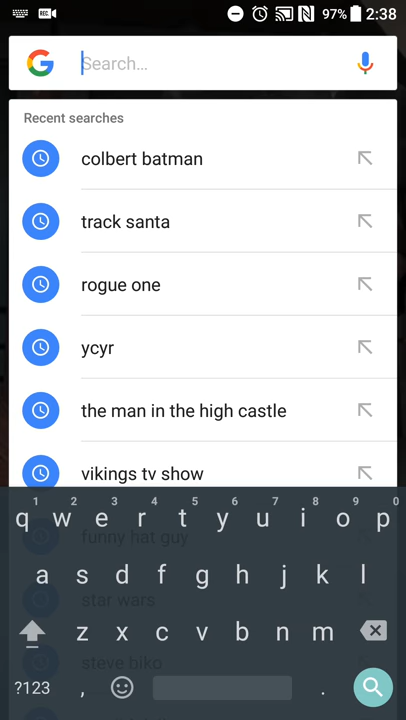 REC 97% 2:38
Search...
Recent searches
colbert batman
track santa
rogue one
ycyr
the man in the high castle
vikings tv show
1 2 3 4 5 6 7 8 9 0
q w e r t y u i o p
funny hat guy
a s d f g h j k l
star wars
z x c v b n m
steve biko
?123 , .